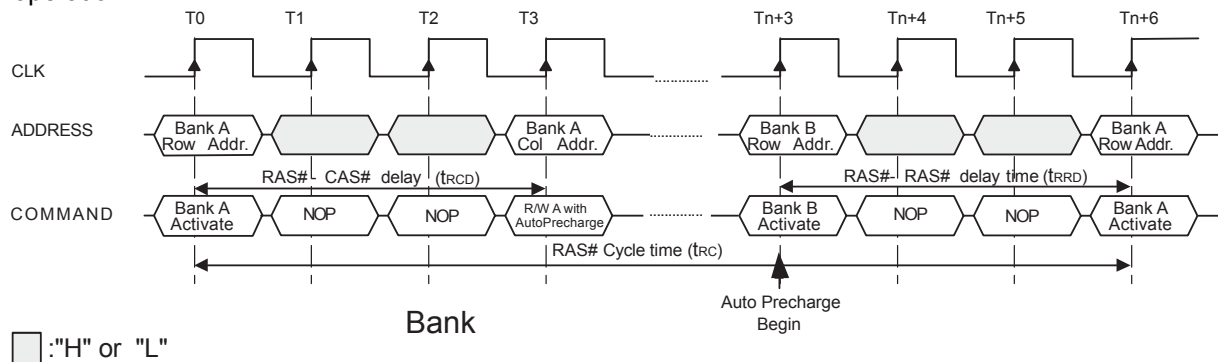 T0 T1 T2 T3 Tn+3 Tn+4 Tn+5 Tn+6
CLK
ADDRESS
Bank A
Row Addr.
Bank A
Col Addr.
Bank B
Row Addr.
Bank A
Row Addr.
RAS# - CAS# delay (tRCD)
RAS#- RAS# delay time (tRRD)
COMMAND
Bank A
Activate
NOP
NOP
R/W A with
AutoPrecharge
Bank B
Activate
NOP
NOP
Bank A
Activate
RAS# Cycle time (tRC)
Auto Precharge
Begin
Bank
:"H" or "L"